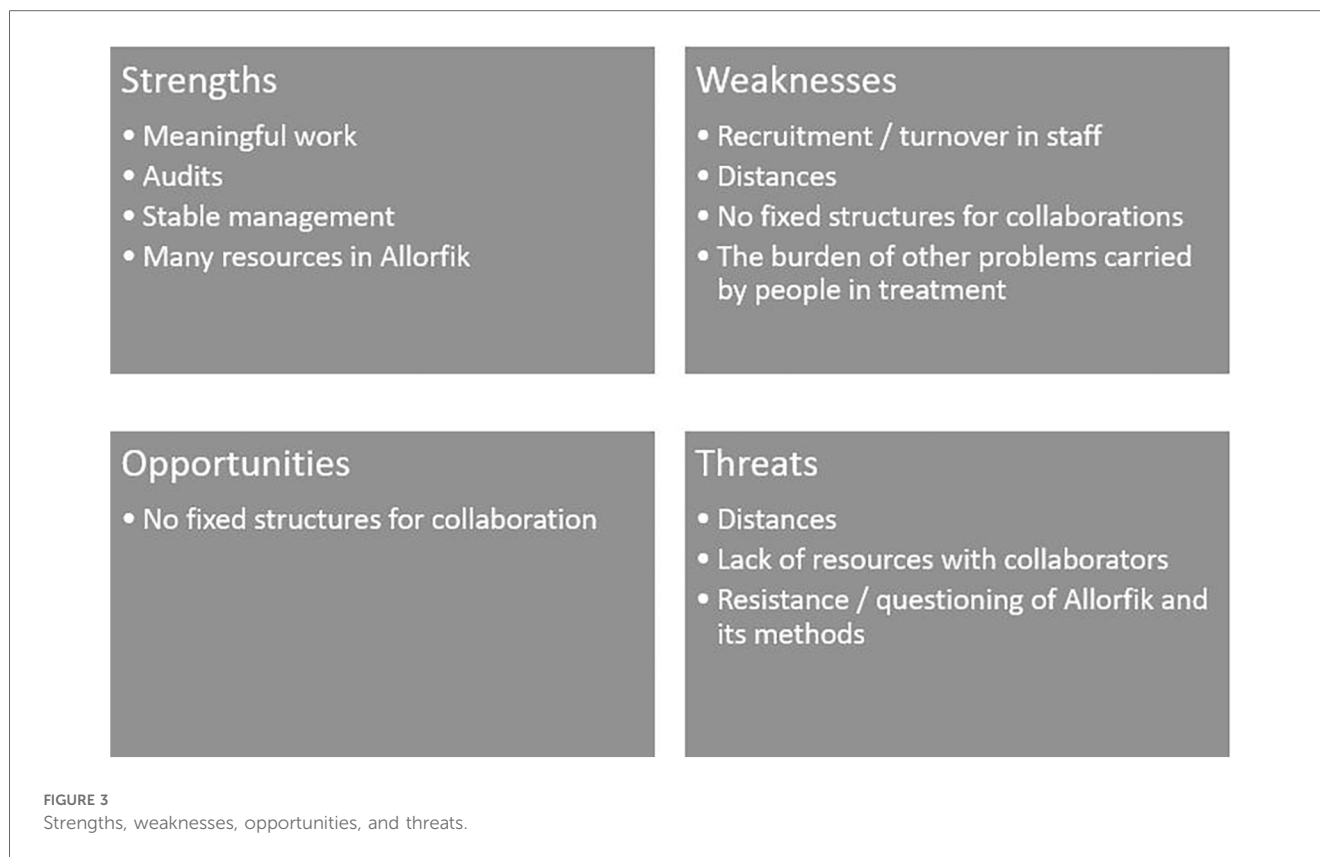 Strengths
• Meaningful work
• Audits
• Stable management
• Many resources in Allorfik
Weaknesses
• Recruitment / turnover in staff
• Distances
• No fixed structures for collaborations
• The burden of other problems carried
by people in treatment
Opportunities
• No fixed structures for collaboration
Threats
• Distances
• Lack of resources with collaborators
• Resistance / questioning of Allorfik and
its methods
FIGURE 3
Strengths, weaknesses, opportunities, and threats.